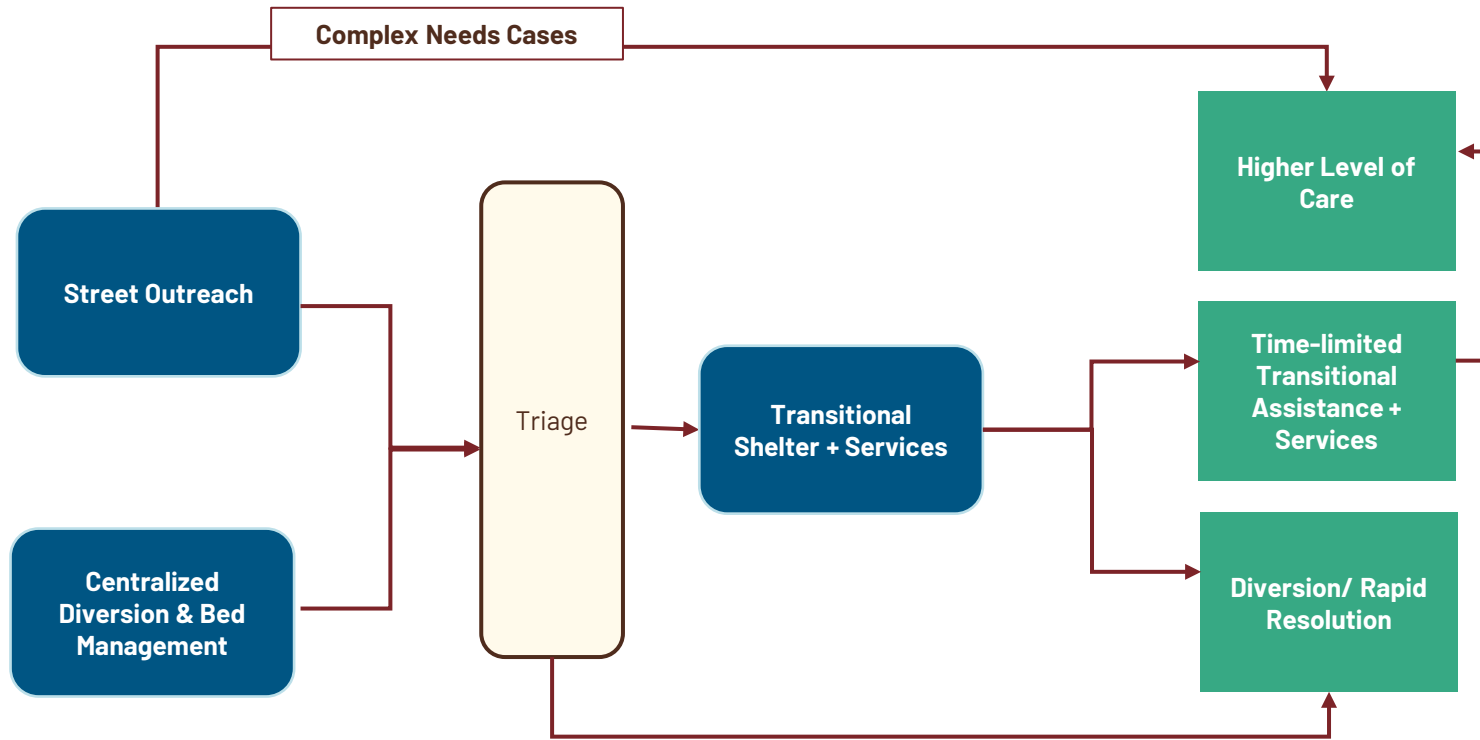 Complex Needs Cases
Higher Level of
Care
Street Outreach
Triage
Transitional
Shelter + Services
Time-limited
Transitional
Assistance +
Services
Centralized
Diversion & Bed
Management
Diversion/ Rapid
Resolution